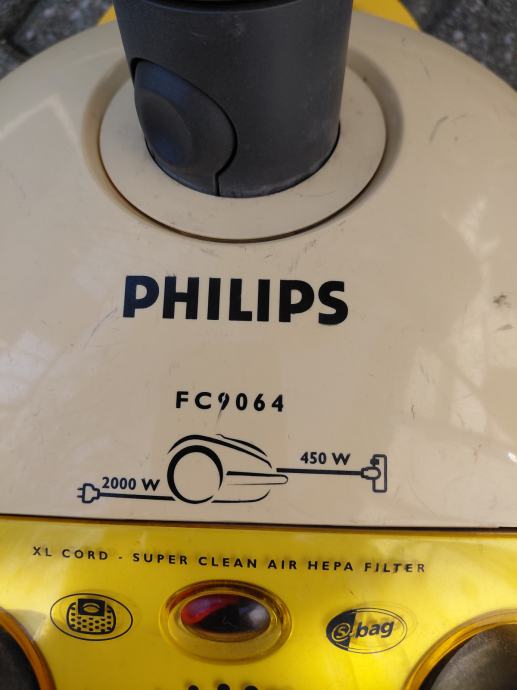 PHILIPS
FC9064
2000 W
450 W
XL CORD - SUPER CLEAN AIR HEPA FILTER
s-bag